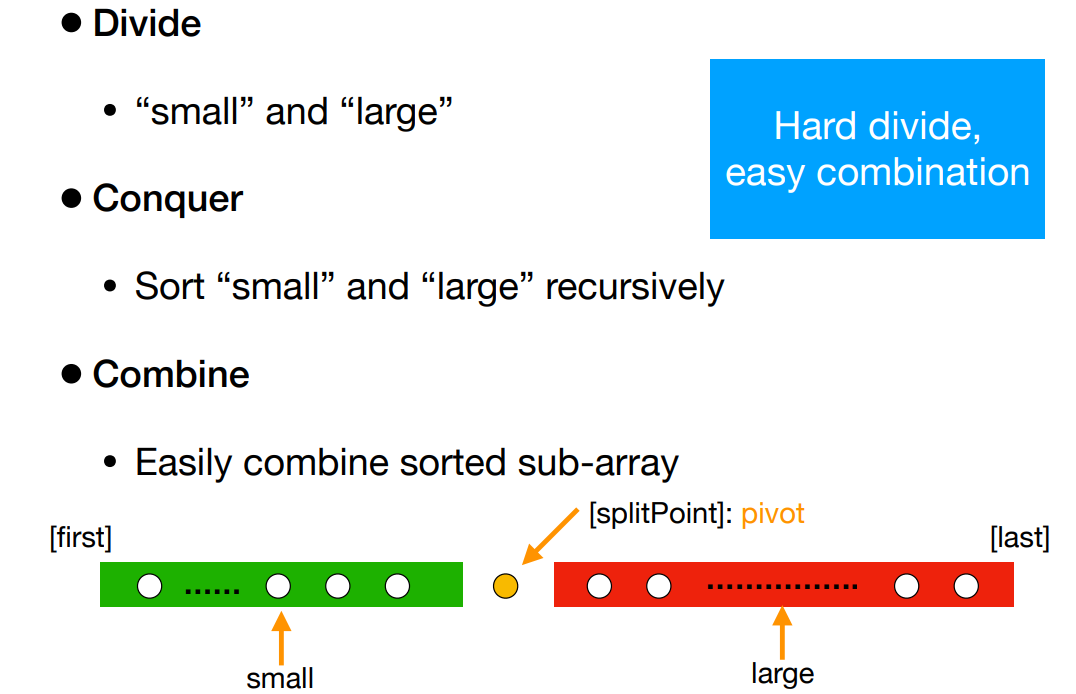 ● Divide
• “small” and “large”
Hard divide,
easy combination
● Conquer
• Sort “small” and “large” recursively
● Combine
• Easily combine sorted sub-array
[splitPoint]: pivot
[first]
[last]
......
...............
small
large